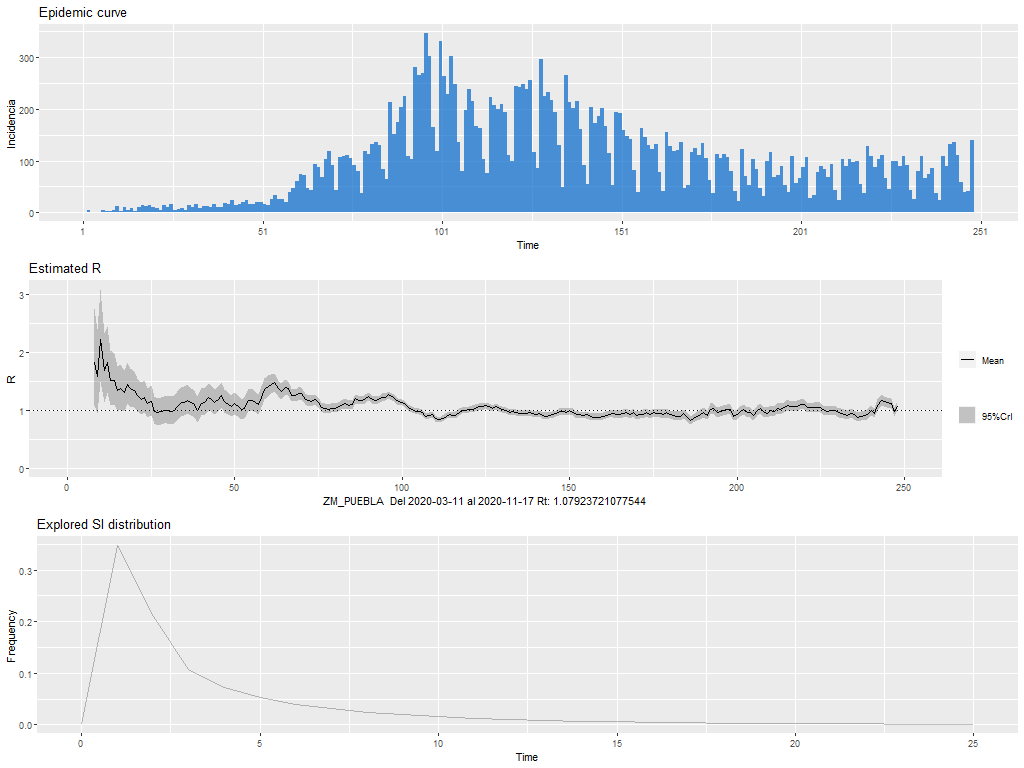 Epidemic curve
Incidencia
300
200
100
0
1
51
101
151
201
251
Time
Estimated R
R
3
2
1
0
0
50
100
150
200
250
ZM_PUEBLA Del 2020-03-11 al 2020-11-17 Rt: 1.07923721077544
Mean
95%CrI
Explored SI distribution
Frequency
0.3
0.2
0.1
0.0
0
5
10
15
20
25
Time